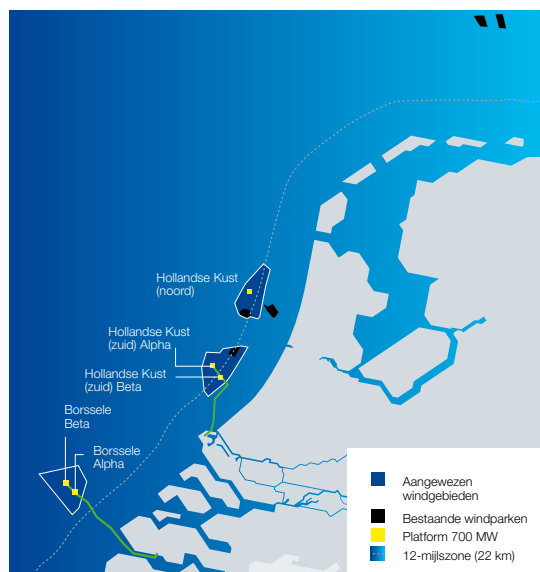 Hollandse Kust
(noord)
Hollandse Kust
(zuid) Alpha
Hollandse Kust
(zuid) Beta
Borssele
Beta
Borssele
Alpha
Aangewezen
windgebieden
Bestaande windparken
Platform 700 MW
12-mijlszone (22 km)